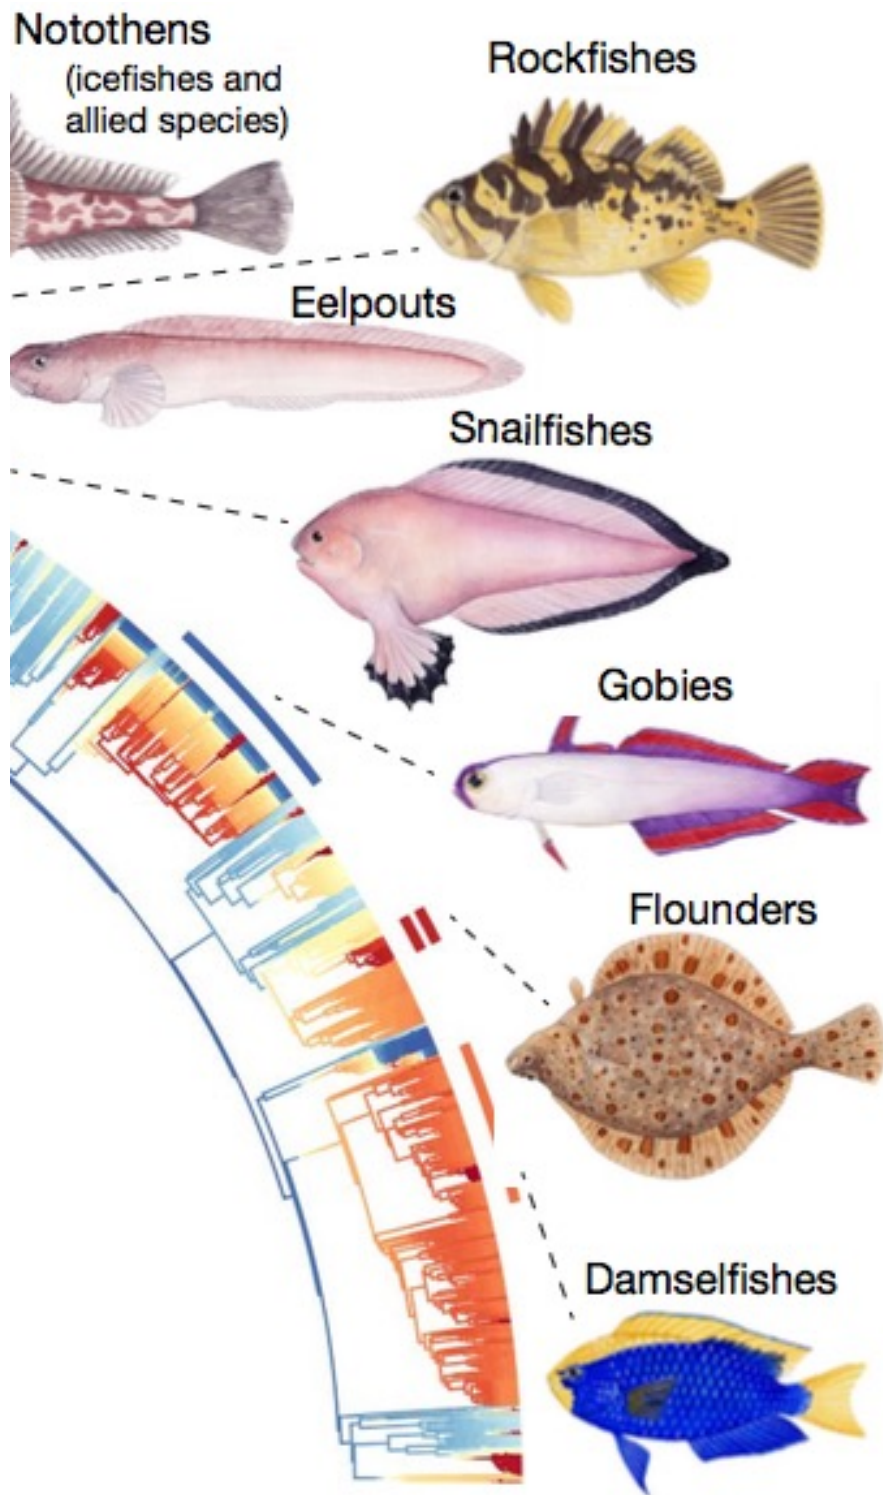 Notothens
(icefishes and
allied species)
Rockfishes
Eelpouts
Snailfishes
Gobies
Flounders
Damselfishes